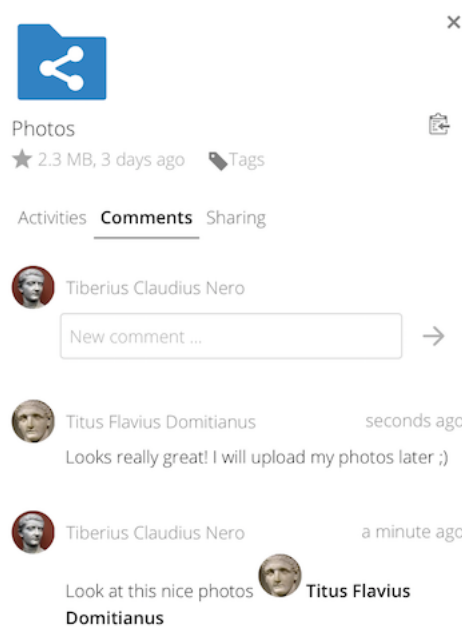 Photos
2.3 MB, 3 days ago Tags
Activities Comments Sharing
Tiberius Claudius Nero
New comment ...
Titus Flavius Domitianus seconds ago
Looks really great! I will upload my photos later ;)
Tiberius Claudius Nero a minute ago
Look at this nice photos Titus Flavius
Domitianus